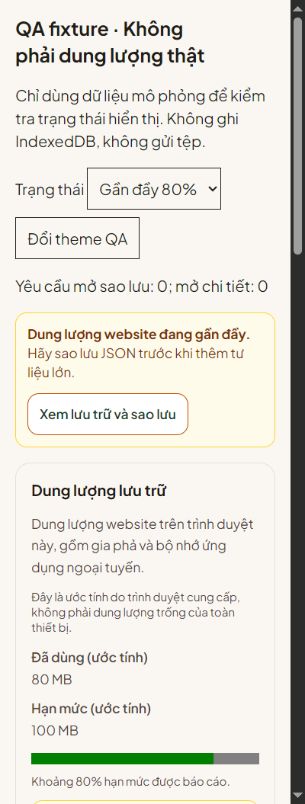 QA fixture · Không
phải dung lượng thật
Chỉ dùng dữ liệu mô phỏng để kiểm
tra trạng thái hiển thị. Không ghi
IndexedDB, không gửi tệp.
Trạng thái Gần đầy 80%
Đổi theme QA
Yêu cầu mở sao lưu: 0; mở chi tiết: 0
Dung lượng website đang gần đầy.
Hãy sao lưu JSON trước khi thêm tư
liệu lớn.
Xem lưu trữ và sao lưu
Dung lượng lưu trữ
Dung lượng website trên trình duyệt
này, gồm gia phả và bộ nhớ ứng
dụng ngoại tuyến.
Đây là ước tính do trình duyệt cung cấp,
không phải dung lượng trống của toàn
thiết bị.
Đã dùng (ước tính)
80 MB
Hạn mức (ước tính)
100 MB
Khoảng 80% hạn mức được báo cáo.